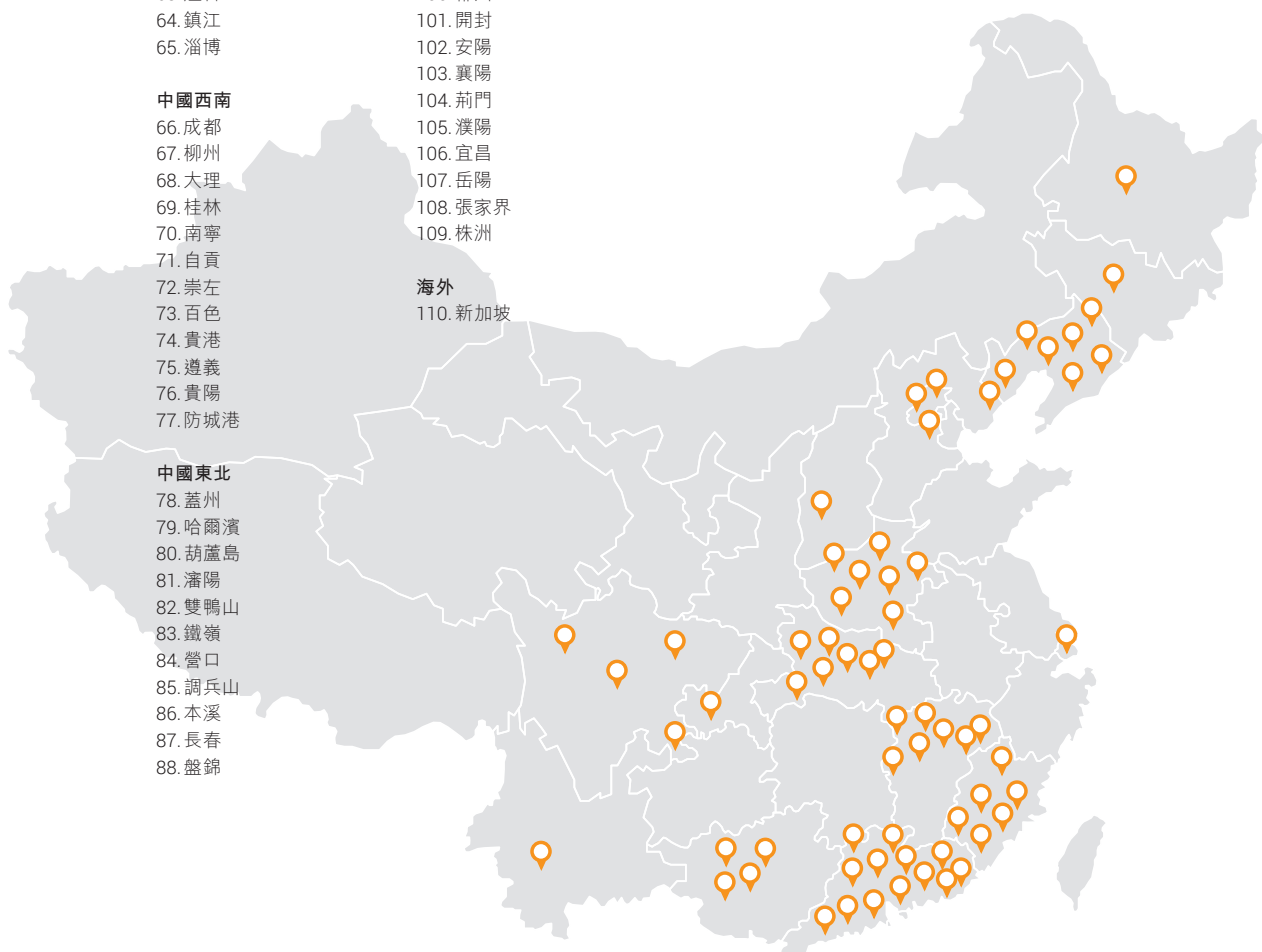 64.鎮江
65.淄博
中國西南
66.成都
67.柳州
68.大理
69.桂林
70.南寧
71.自貢
72.崇左
73.百色
74.貴港
75.遵義
76.貴陽
77.防城港
中國東北
78.蓋州
79.哈爾濱
80.葫蘆島
81.瀋陽
82.雙鴨山
83.鐵嶺
84.營口
85.調兵山
86.本溪
87.長春
88.盤錦
101.開封
102.安陽
103.襄陽
104.荊門
105.濮陽
106.宜昌
107.岳陽
108.張家界
109.株洲
海外
110.新加坡